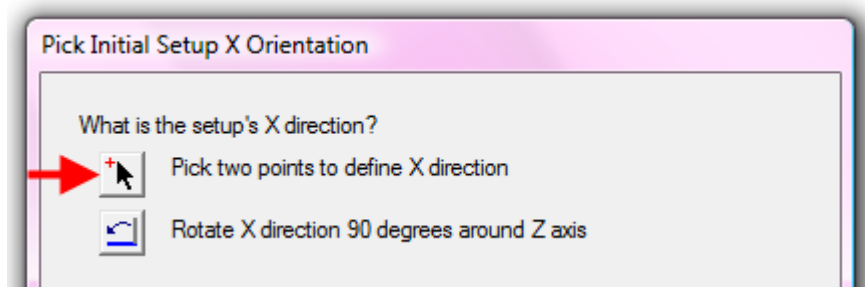 Pick Initial Setup X Orientation
What is the setup's X direction?
Pick two points to define X direction
Rotate X direction 90 degrees around Z axis